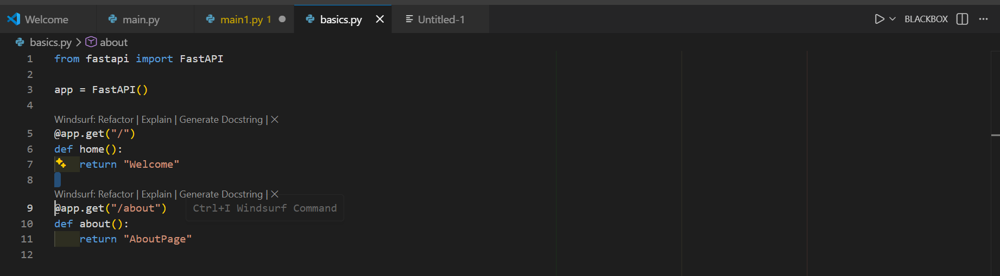 Welcome main.py main1.py 1 basics.py Untitled-1 BLACKBOX
basics.py > about
1 from fastapi import FastAPI
2
3 app = FastAPI()
4
Windsurf: Refactor | Explain | Generate Docstring | ×
5 @app.get("/")
6 def home():
7     return "Welcome"
8
Windsurf: Refactor | Explain | Generate Docstring | ×
9 @app.get("/about") Ctrl+I Windsurf Command
10 def about():
11     return "AboutPage"
12